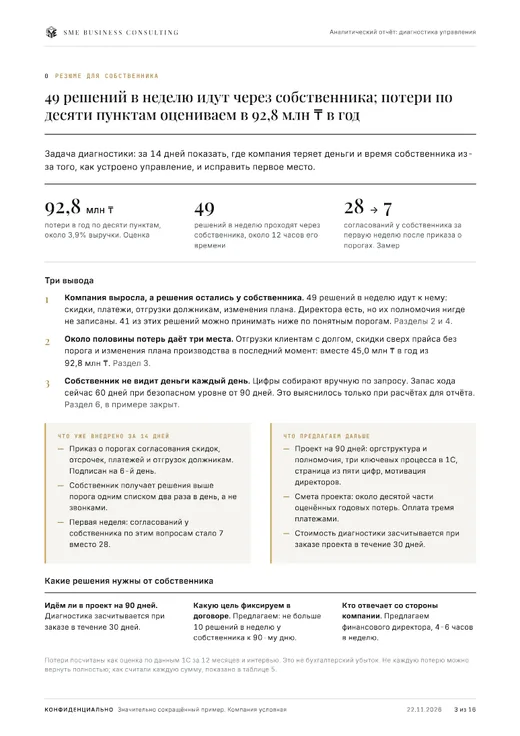 SME BUSINESS CONSULTING
Аналитический отчёт: диагностика управления
0 РЕЗЮМЕ ДЛЯ СОБСТВЕННИКА
49 решений в неделю идут через собственника; потери по
десяти пунктам оцениваем в 92,8 млн ₸ в год
Задача диагностики: за 14 дней показать, где компания теряет деньги и время собственника из-
за того, как устроено управление, и исправить первое место.
92,8 млн ₸
потери в год по десяти пунктам,
около 3,9% выручки. Оценка
49
решений в неделю проходят через
собственника, около 12 часов его
времени
28 → 7
согласований у собственника за
первую неделю после приказа о
порогах. Замер
Три вывода
1 Компания выросла, а решения остались у собственника. 49 решений в неделю идут к нему:
скидки, платежи, отгрузки должникам, изменения плана. Директора есть, но их полномочия нигде
не записаны. 41 из этих решений можно принимать ниже по понятным порогам. Разделы 2 и 4.
2 Около половины потерь даёт три места. Отгрузки клиентам с долгом, скидки сверх прайса без
порога и изменения плана производства в последний момент: вместе 45,0 млн ₸ в год из
92,8 млн ₸. Раздел 3.
3 Собственник не видит деньги каждый день. Цифры собирают вручную по запросу. Запас хода
сейчас 60 дней при безопасном уровне от 90 дней. Это выяснилось только при расчётах для отчёта.
Раздел 6, в примере закрыт.
ЧТО УЖЕ ВНЕДРЕНО ЗА 14 ДНЕЙ
— Приказ о порогах согласования скидок,
отсрочек, платежей и отгрузок должникам.
Подписан на 6-й день.
— Собственник получает решения выше
порога одним списком два раза в день, а не
звонками.
— Первая неделя: согласований у
собственника по этим вопросам стало 7
вместо 28.
ЧТО ПРЕДЛАГАЕМ ДАЛЬШЕ
— Проект на 90 дней: оргструктура и
полномочия, три ключевых процесса в 1С,
страница из пяти цифр, мотивация
директоров.
— Смета проекта: около десятой части
оценённых годовых потерь. Оплата тремя
платежами.
— Стоимость диагностики засчитывается при
заказе проекта в течение 30 дней.
Какие решения нужны от собственника
Идём ли в проект на 90 дней.
Диагностика засчитывается при
заказе в течение 30 дней.
Какую цель фиксируем в
договоре. Предлагаем: не больше
10 решений в неделю у
собственника к 90-му дню.
Кто отвечает со стороны
компании. Предлагаем
финансового директора, 4-6 часов
в неделю.
Потери посчитаны как оценка по данным 1С за 12 месяцев и интервью. Это не бухгалтерский убыток. Не каждую потерю можно
вернуть полностью; как считали каждую сумму, показано в таблице 5.
КОНФИДЕНЦИАЛЬНО Значительно сокращённый пример. Компания условная
22.11.2026 3 из 16